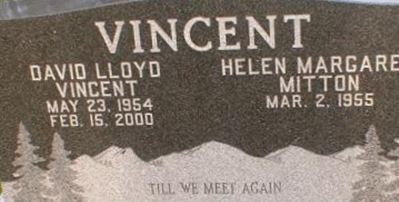 VINCENT
DAVID LLOYD
VINCENT
MAY 23, 1954
FEB. 15, 2000
HELEN MARGARE
MITTON
MAR. 2, 1955
TILL WE MEET AGAIN